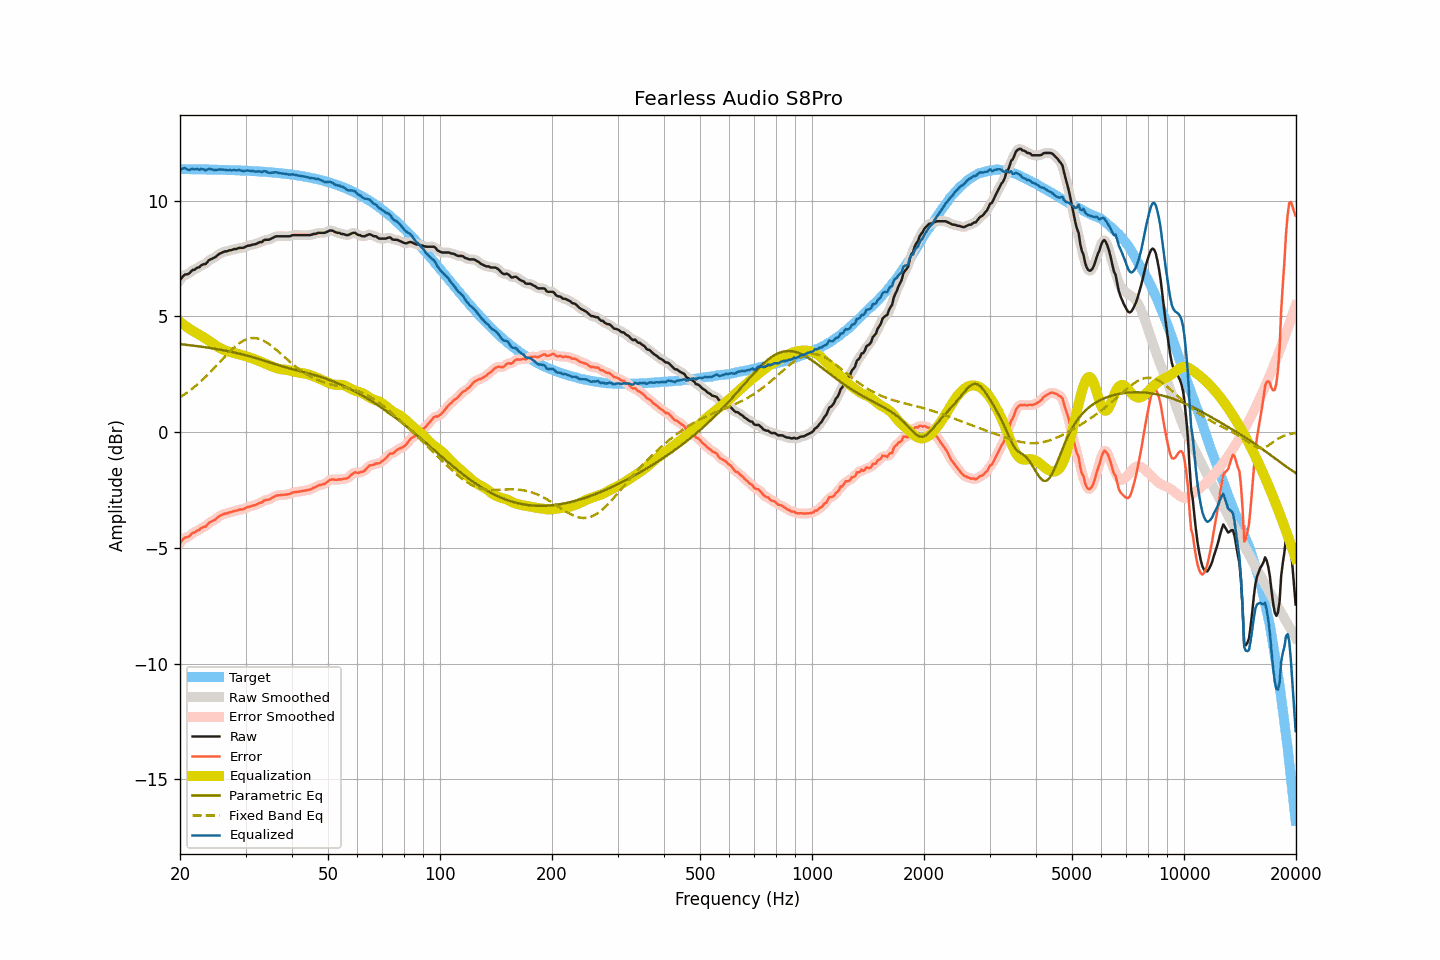 Fearless Audio S8Pro
Amplitude (dBr)
10
5
0
−5
−10
−15
Target
Raw Smoothed
Error Smoothed
Raw
Error
Equalization
Parametric Eq
Fixed Band Eq
Equalized
20 50 100 200 500 1000 2000 5000 10000 20000
Frequency (Hz)